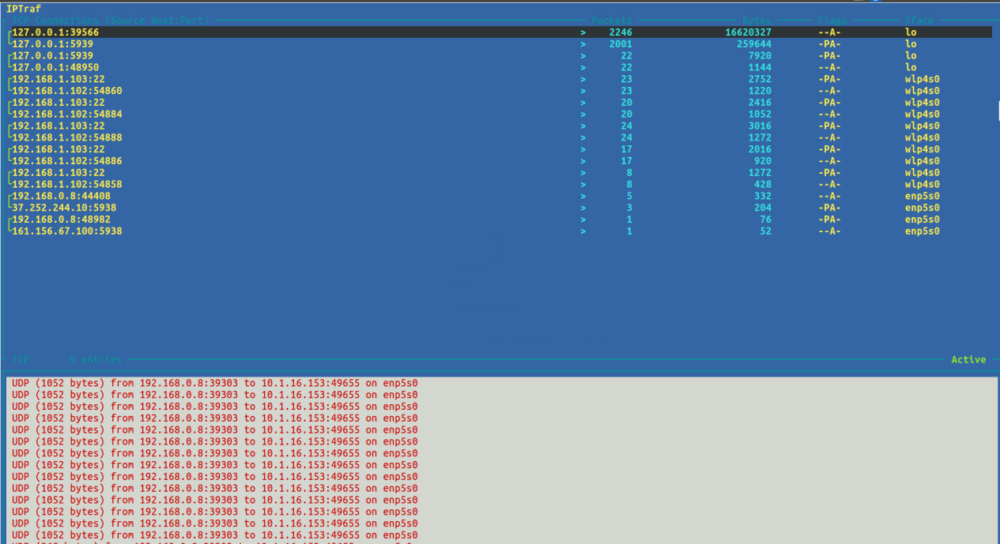 IPTraf
TCP Connections (Source Host:Port) Packets Bytes Flags Iface
127.0.0.1:39566 > 2246 16620327 --A- lo
127.0.0.1:5939 > 2001 259644 -PA- lo
127.0.0.1:5939 > 22 7920 -PA- lo
127.0.0.1:48950 > 22 1144 --A- lo
192.168.1.103:22 > 23 2752 -PA- wlp4s0
192.168.1.102:54860 > 23 1220 --A- wlp4s0
192.168.1.103:22 > 20 2416 -PA- wlp4s0
192.168.1.102:54884 > 20 1052 --A- wlp4s0
192.168.1.103:22 > 24 3016 -PA- wlp4s0
192.168.1.102:54888 > 24 1272 --A- wlp4s0
192.168.1.103:22 > 17 2016 -PA- wlp4s0
192.168.1.102:54886 > 17 920 --A- wlp4s0
192.168.1.103:22 > 8 1272 -PA- wlp4s0
192.168.1.102:54858 > 8 428 --A- wlp4s0
192.168.0.8:44408 > 5 332 --A- enp5s0
37.252.244.10:5938 > 3 204 -PA- enp5s0
192.168.0.8:48982 > 1 76 -PA- enp5s0
161.156.67.100:5938 > 1 52 --A- enp5s0
TCP: 9 entries Active
UDP (1052 bytes) from 192.168.0.8:39303 to 10.1.16.153:49655 on enp5s0
UDP (1052 bytes) from 192.168.0.8:39303 to 10.1.16.153:49655 on enp5s0
UDP (1052 bytes) from 192.168.0.8:39303 to 10.1.16.153:49655 on enp5s0
UDP (1052 bytes) from 192.168.0.8:39303 to 10.1.16.153:49655 on enp5s0
UDP (1052 bytes) from 192.168.0.8:39303 to 10.1.16.153:49655 on enp5s0
UDP (1052 bytes) from 192.168.0.8:39303 to 10.1.16.153:49655 on enp5s0
UDP (1052 bytes) from 192.168.0.8:39303 to 10.1.16.153:49655 on enp5s0
UDP (1052 bytes) from 192.168.0.8:39303 to 10.1.16.153:49655 on enp5s0
UDP (1052 bytes) from 192.168.0.8:39303 to 10.1.16.153:49655 on enp5s0
UDP (1052 bytes) from 192.168.0.8:39303 to 10.1.16.153:49655 on enp5s0
UDP (1052 bytes) from 192.168.0.8:39303 to 10.1.16.153:49655 on enp5s0
UDP (1052 bytes) from 192.168.0.8:39303 to 10.1.16.153:49655 on enp5s0
UDP (1052 bytes) from 192.168.0.8:39303 to 10.1.16.153:49655 on enp5s0
UDP (1052 bytes) from 192.168.0.8:39303 to 10.1.16.153:49655 on enp5s0